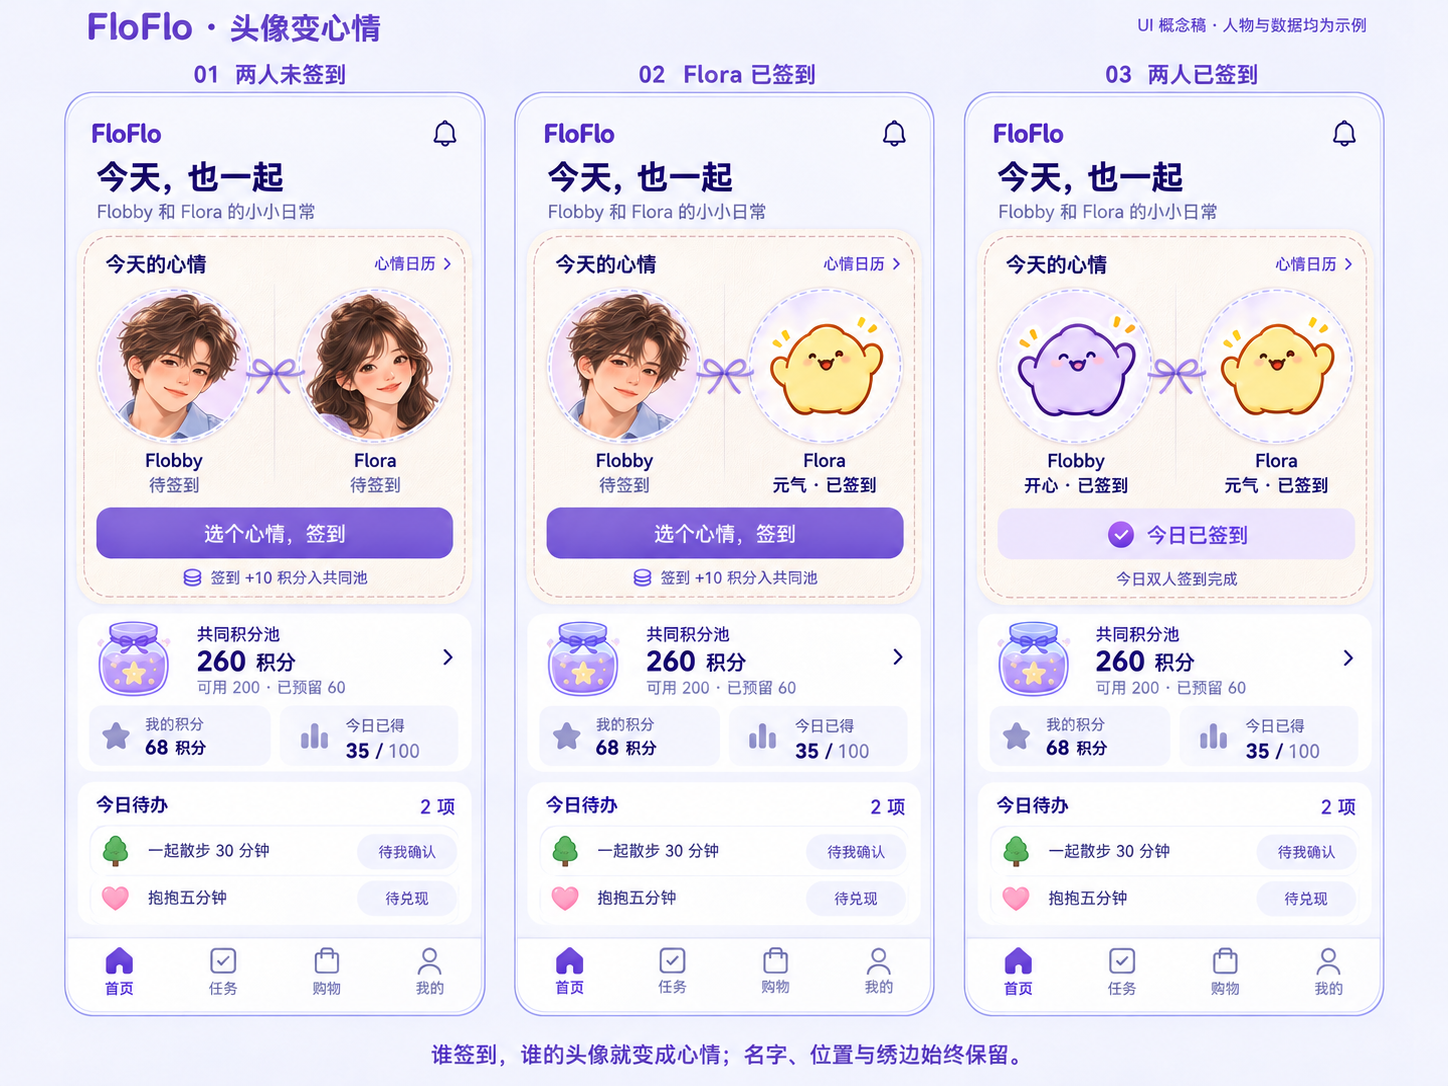 FloFlo · 头像变心情
UI 概念稿 · 人物与数据均为示例
01 两人未签到
FloFlo
今天，也一起
Flobby 和 Flora 的小小日常
今天的心情
心情日历
Flobby
待签到
Flora
待签到
选个心情，签到
签到 +10 积分入共同池
共同积分池
260 积分
可用 200 · 已预留 60
我的积分
68 积分
今日已得
35 / 100
今日待办
2 项
一起散步 30 分钟
待我确认
抱抱五分钟
待兑现
首页
任务
购物
我的
02 Flora 已签到
FloFlo
今天，也一起
Flobby 和 Flora 的小小日常
今天的心情
心情日历
Flobby
待签到
Flora
元气 · 已签到
选个心情，签到
签到 +10 积分入共同池
共同积分池
260 积分
可用 200 · 已预留 60
我的积分
68 积分
今日已得
35 / 100
今日待办
2 项
一起散步 30 分钟
待我确认
抱抱五分钟
待兑现
首页
任务
购物
我的
03 两人已签到
FloFlo
今天，也一起
Flobby 和 Flora 的小小日常
今天的心情
心情日历
Flobby
开心 · 已签到
Flora
元气 · 已签到
今日已签到
今日双人签到完成
共同积分池
260 积分
可用 200 · 已预留 60
我的积分
68 积分
今日已得
35 / 100
今日待办
2 项
一起散步 30 分钟
待我确认
抱抱五分钟
待兑现
首页
任务
购物
我的
谁签到，谁的头像就变成心情；名字、位置与绣边始终保留。